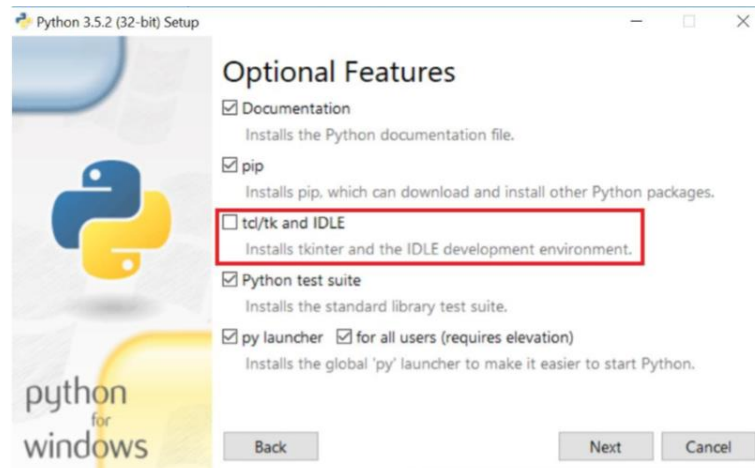 Python 3.5.2 (32-bit) Setup
Optional Features
Documentation
Installs the Python documentation file.
pip
Installs pip, which can download and install other Python packages.
tcl/tk and IDLE
Installs tkinter and the IDLE development environment.
Python test suite
Installs the standard library test suite.
py launcher for all users (requires elevation)
Installs the global 'py' launcher to make it easier to start Python.
python
for
windows
Back Next Cancel